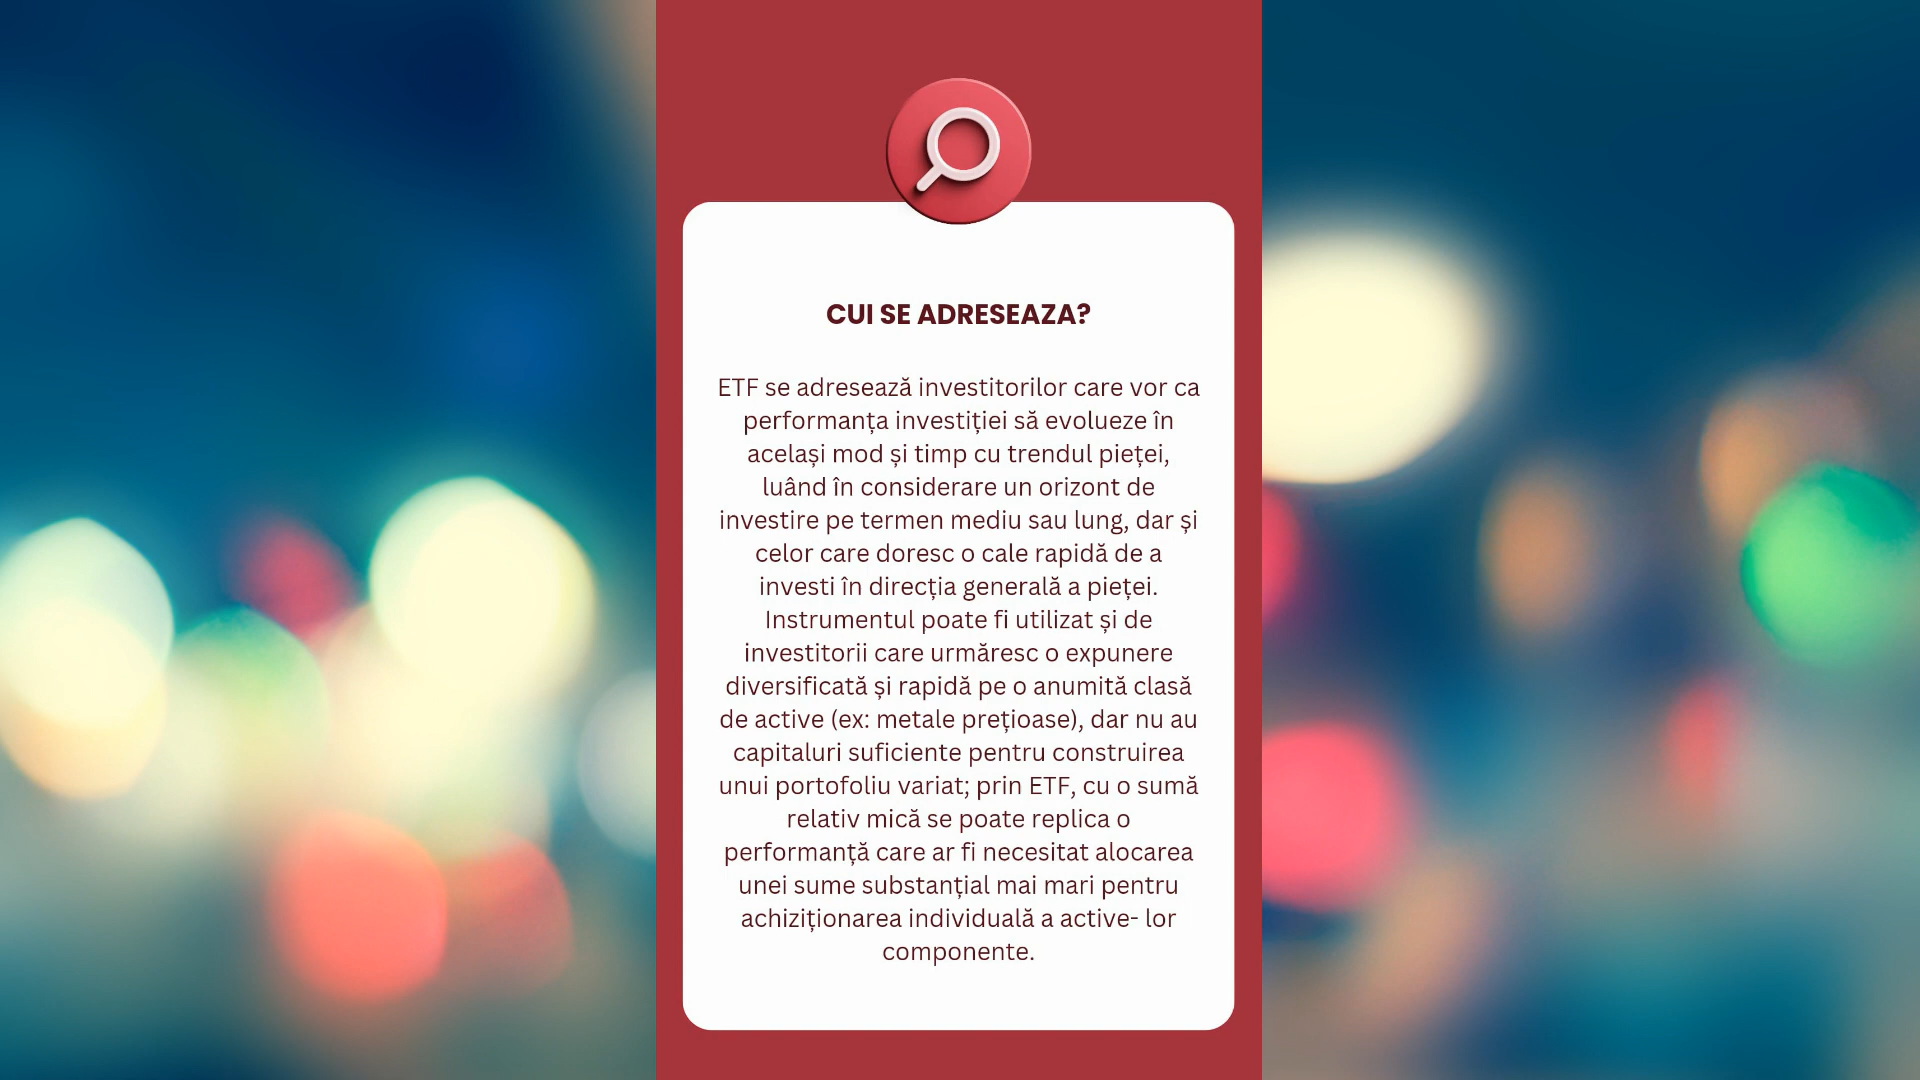 CUI SE ADRESEAZA?
ETF se adresează investitorilor care vor ca
performanța investiției să evolueze în
același mod și timp cu trendul pieței,
luând în considerare un orizont de
investire pe termen mediu sau lung, dar și
celor care doresc o cale rapidă de a
investi în direcția generală a pieței.
Instrumentul poate fi utilizat și de
investitorii care urmăresc o expunere
diversificată și rapidă pe o anumită clasă
de active (ex: metale prețioase), dar nu au
capitaluri suficiente pentru construirea
unui portofoliu variat; prin ETF, cu o sumă
relativ mică se poate replica o
performanță care ar fi necesitat alocarea
unei sume substanțial mai mari pentru
achiziționarea individuală a active- lor
componente.